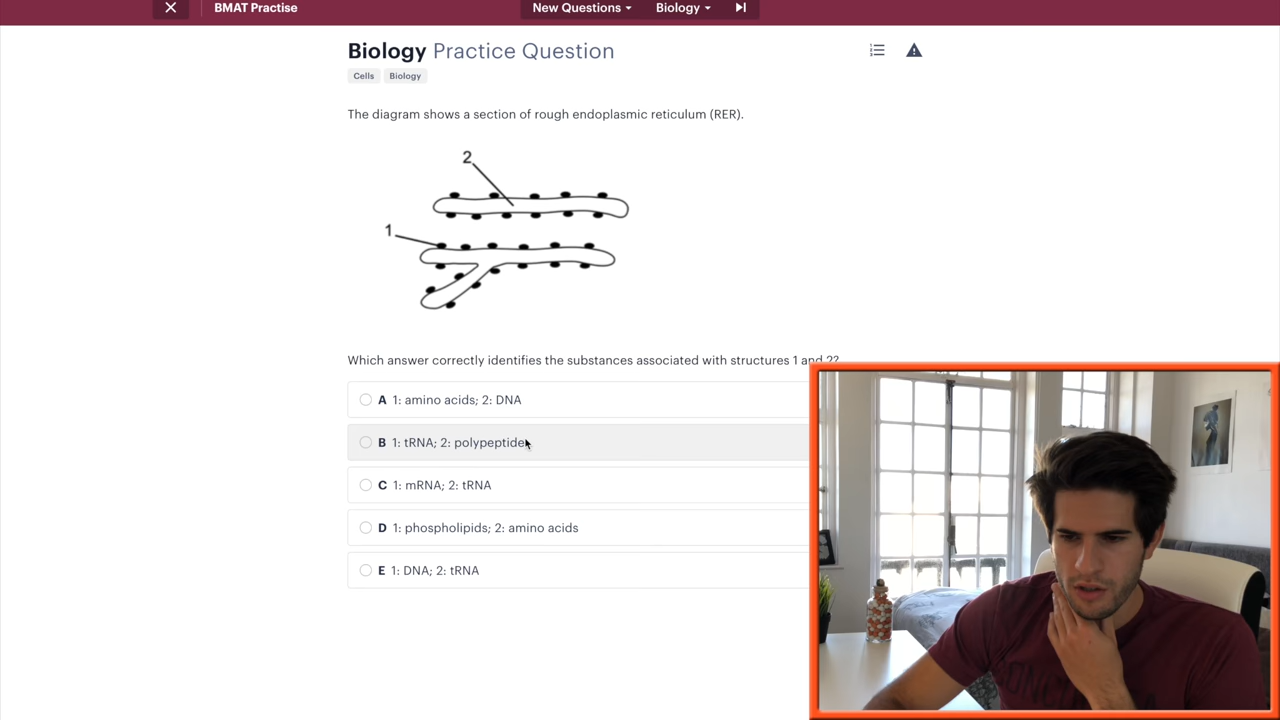 BMAT Practise New Questions Biology
Biology Practice Question
Cells Biology
The diagram shows a section of rough endoplasmic reticulum (RER).
2
1
Which answer correctly identifies the substances associated with structures 1 and 2?
A 1: amino acids; 2: DNA
B 1: tRNA; 2: polypeptide
C 1: mRNA; 2: tRNA
D 1: phospholipids; 2: amino acids
E 1: DNA; 2: tRNA